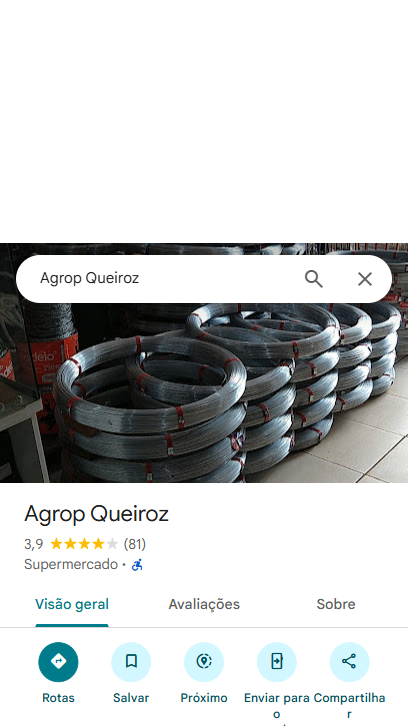 Agrop Queiroz
delo
Agrop Queiroz
3,9 (81)
Supermercado ·
Visão geral Avaliações Sobre
Rotas Salvar Próximo Enviar para o Compartilhar